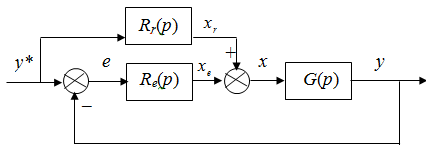 R_r(p) x_r
+
y* e R_e(p) x_e x G(p) y
−